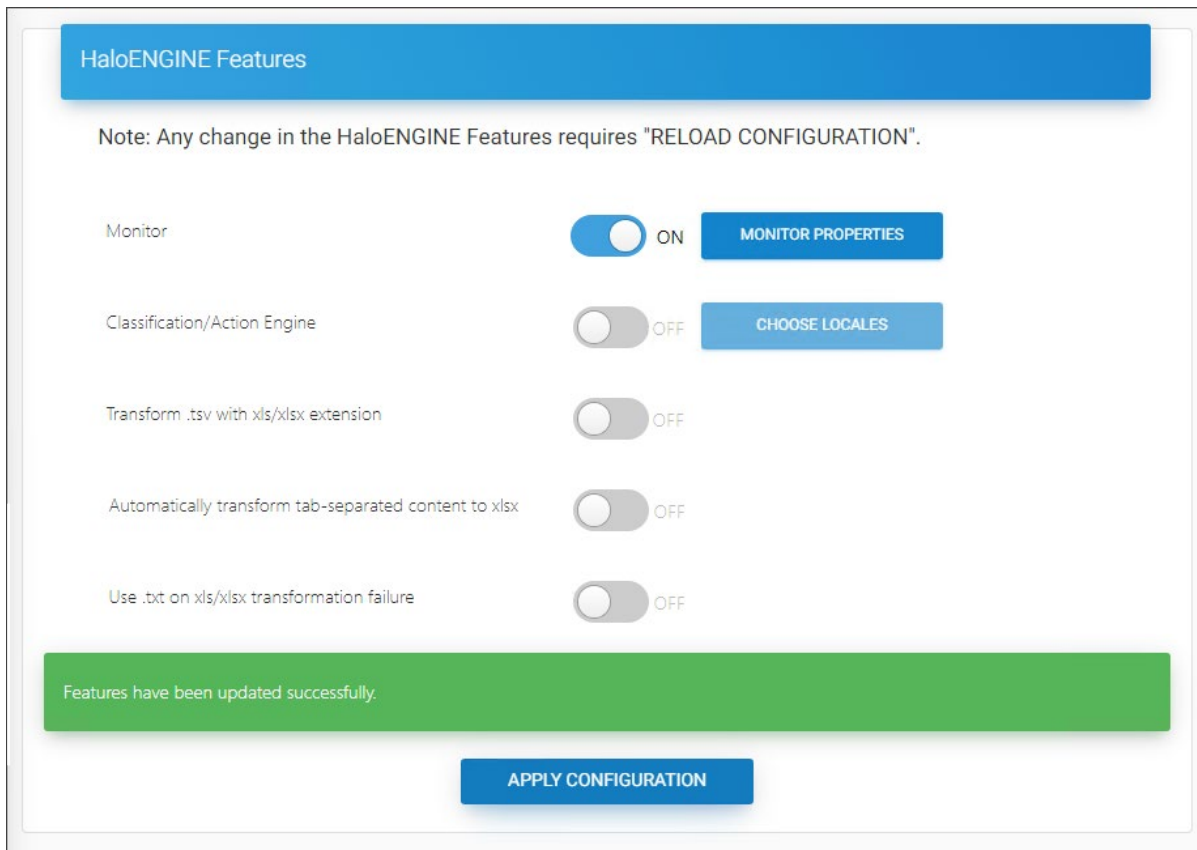 HaloENGINE Features
Note: Any change in the HaloENGINE Features requires "RELOAD CONFIGURATION".
Monitor ON MONITOR PROPERTIES
Classification/Action Engine OFF CHOOSE LOCALES
Transform .tsv with xls/xlsx extension OFF
Automatically transform tab-separated content to xlsx OFF
Use .txt on xls/xlsx transformation failure OFF
Features have been updated successfully.
APPLY CONFIGURATION